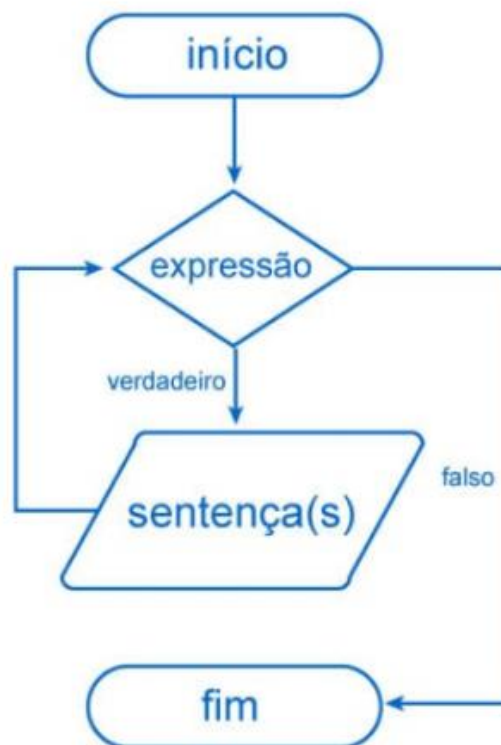 início
expressão
verdadeiro
sentença(s)
falso
fim